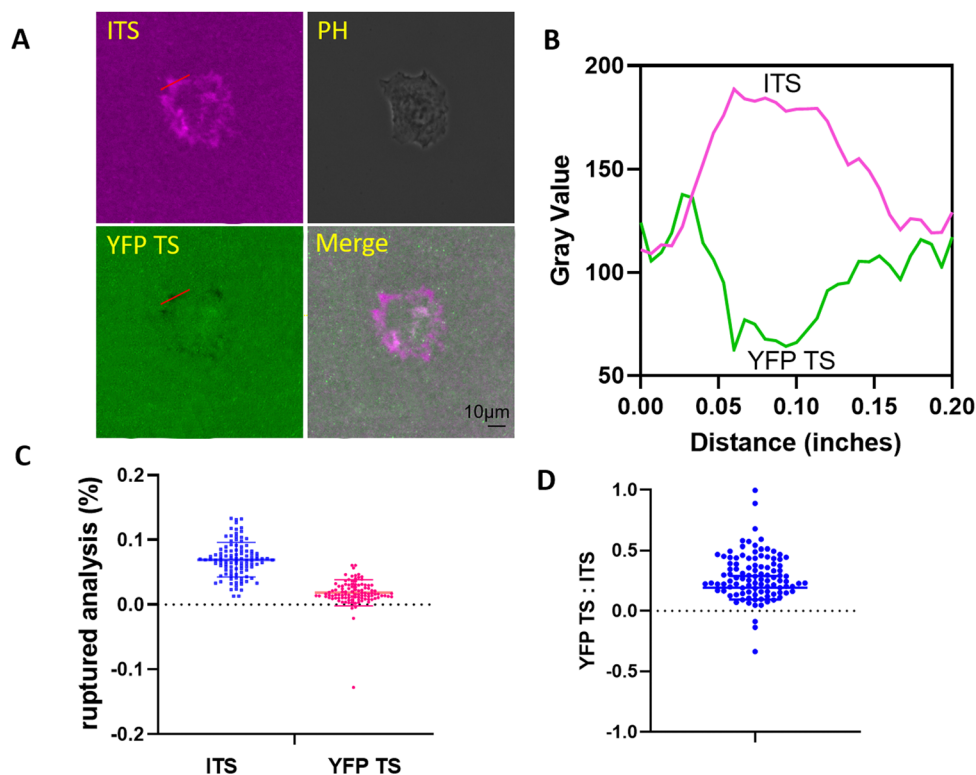 A
ITS
PH
YFP TS
Merge
10μm
B
200
150
100
50
Gray Value
ITS
YFP TS
0.00 0.05 0.10 0.15 0.20
Distance (inches)
C
0.2
0.1
0.0
-0.1
-0.2
ruptured analysis (%)
ITS YFP TS
D
1.0
0.5
0.0
-0.5
-1.0
YFP TS : ITS